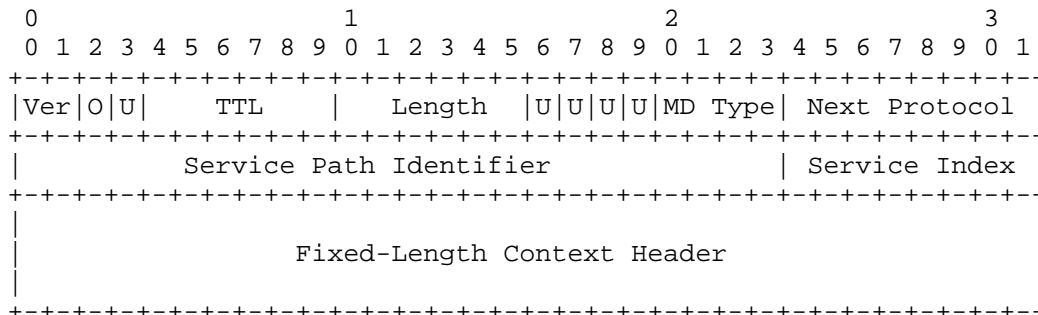 0                   1                   2                   3
 0 1 2 3 4 5 6 7 8 9 0 1 2 3 4 5 6 7 8 9 0 1 2 3 4 5 6 7 8 9 0 1
+-+-+-+-+-+-+-+-+-+-+-+-+-+-+-+-+-+-+-+-+-+-+-+-+-+-+-+-+-+-+-+--
|Ver|O|U|    TTL    |   Length  |U|U|U|U|MD Type| Next Protocol
+-+-+-+-+-+-+-+-+-+-+-+-+-+-+-+-+-+-+-+-+-+-+-+-+-+-+-+-+-+-+-+--
|          Service Path Identifier              | Service Index
+-+-+-+-+-+-+-+-+-+-+-+-+-+-+-+-+-+-+-+-+-+-+-+-+-+-+-+-+-+-+-+--
|
|                 Fixed-Length Context Header
|
+-+-+-+-+-+-+-+-+-+-+-+-+-+-+-+-+-+-+-+-+-+-+-+-+-+-+-+-+-+-+-+--